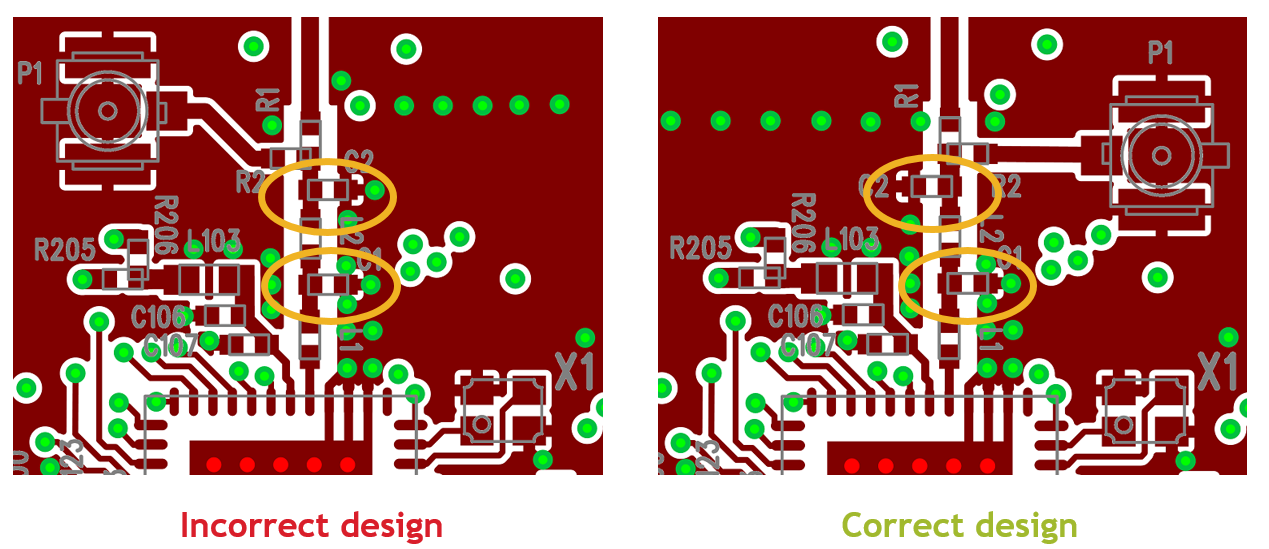 P1
R1
C2
R2
R206
R205
L103
L2
C1
C106
C107
L1
X1
P1
R1
C2
R2
R206
R205
L103
L2
C1
C106
C107
L1
X1
Incorrect design
Correct design